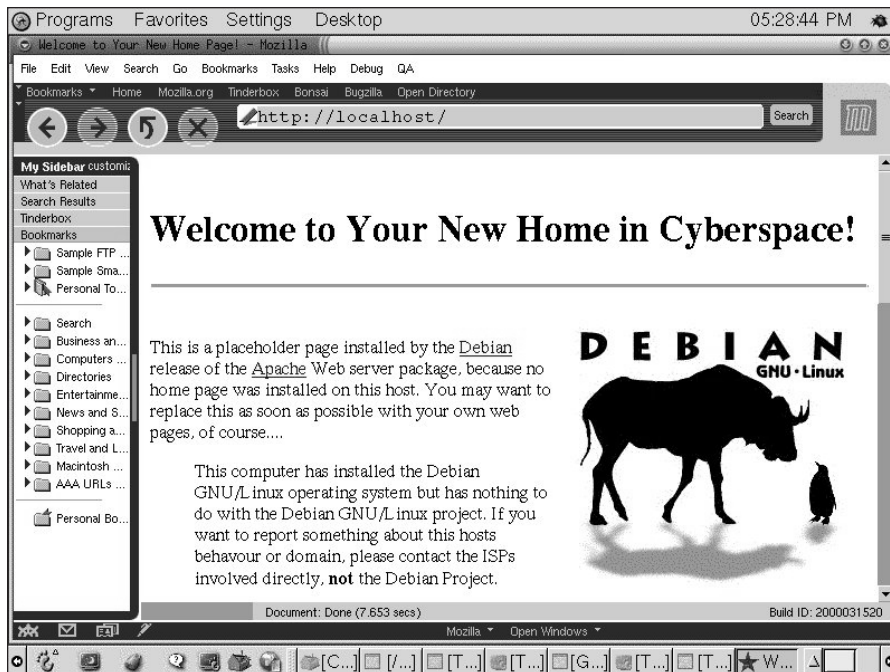 Programs Favorites Settings Desktop 05:28:44 PM
Welcome to Your New Home Page! - Mozilla
File Edit View Search Go Bookmarks Tasks Help Debug QA
Bookmarks Home Mozilla.org Tinderbox Bonsai Bugzilla Open Directory
http://localhost/ Search
My Sidebar customiz
What's Related
Search Results
Tinderbox
Bookmarks
Sample FTP ...
Sample Sma...
Personal To...
Search
Business an...
Computers ...
Directories
Entertainme...
News and S...
Shopping a...
Travel and L...
Macintosh ...
AAA URLs ...
Personal Bo...
Welcome to Your New Home in Cyberspace!
This is a placeholder page installed by the Debian
release of the Apache Web server package, because no
home page was installed on this host. You may want to
replace this as soon as possible with your own web
pages, of course....
This computer has installed the Debian
GNU/Linux operating system but has nothing to
do with the Debian GNU/Linux project. If you
want to report something about this hosts
behavour or domain, please contact the ISPs
involved directly, not the Debian Project.
DEBIAN
GNU·Linux
Document: Done (7.653 secs) Build ID: 2000031520
Mozilla Open Windows
[C...] [/...] [T...] [T...] [G...] [T...] [T...] [T...] W...